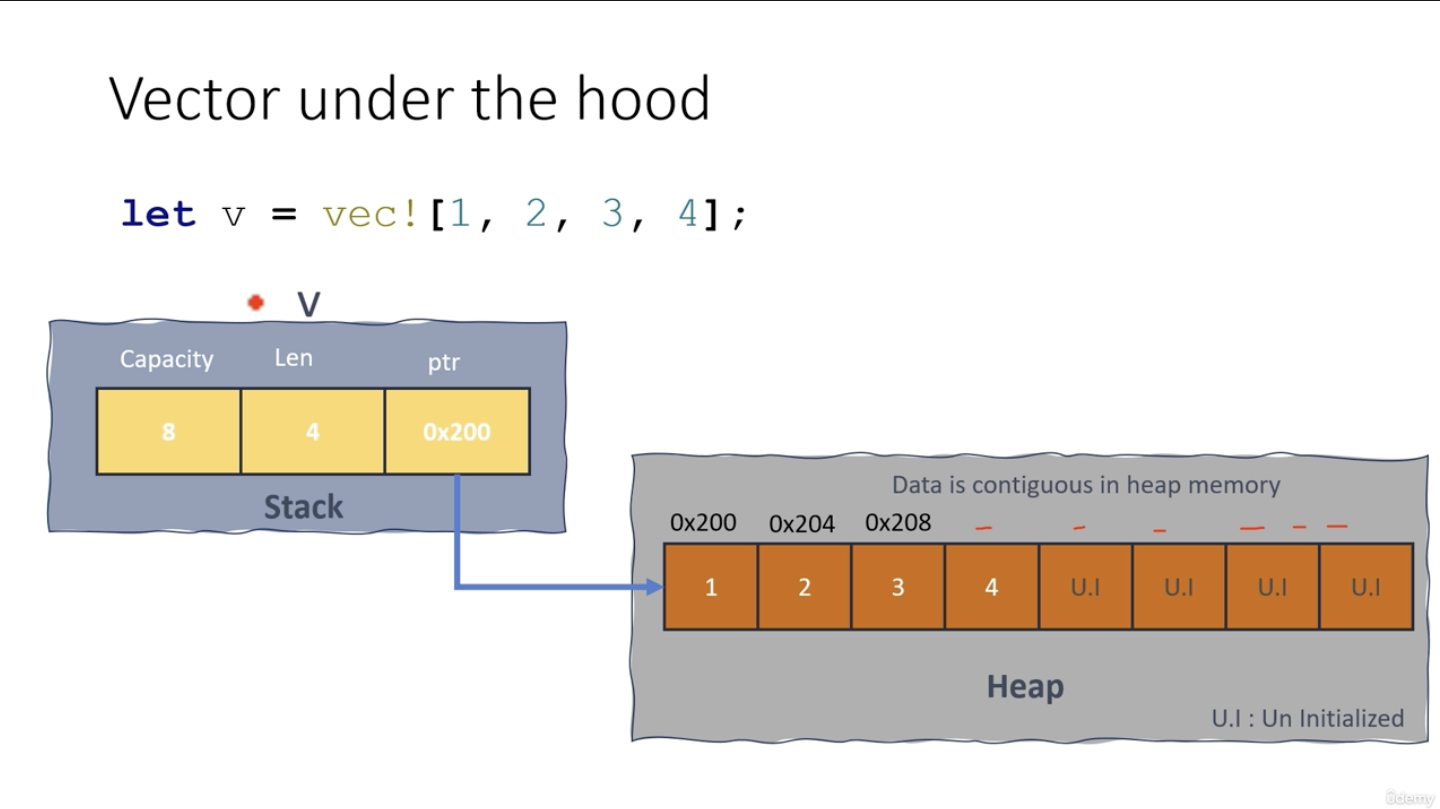 Vector under the hood
let v = vec![1, 2, 3, 4];
V
Capacity Len ptr
8 4 0x200
Stack
Data is contiguous in heap memory
0x200 0x204 0x208
1 2 3 4 U.I U.I U.I U.I
Heap
U.I : Un Initialized
ûdemy